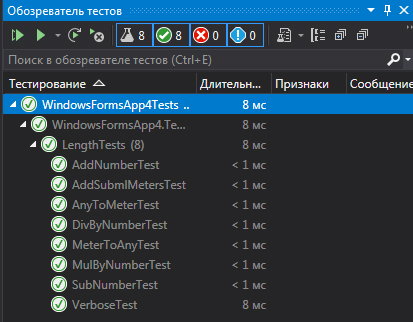 Обозреватель тестов
8 8 0 0
Поиск в обозревателе тестов (Ctrl+E)
Тестирование Длительн... Признаки Сообщение
WindowsFormsApp4Tests .. 8 мс
WindowsFormsApp4.Te... 8 мс
LengthTests (8) 8 мс
AddNumberTest < 1 мс
AddSubmlMetersTest < 1 мс
AnyToMeterTest < 1 мс
DivByNumberTest < 1 мс
MeterToAnyTest < 1 мс
MulByNumberTest < 1 мс
SubNumberTest < 1 мс
VerboseTest 8 мс